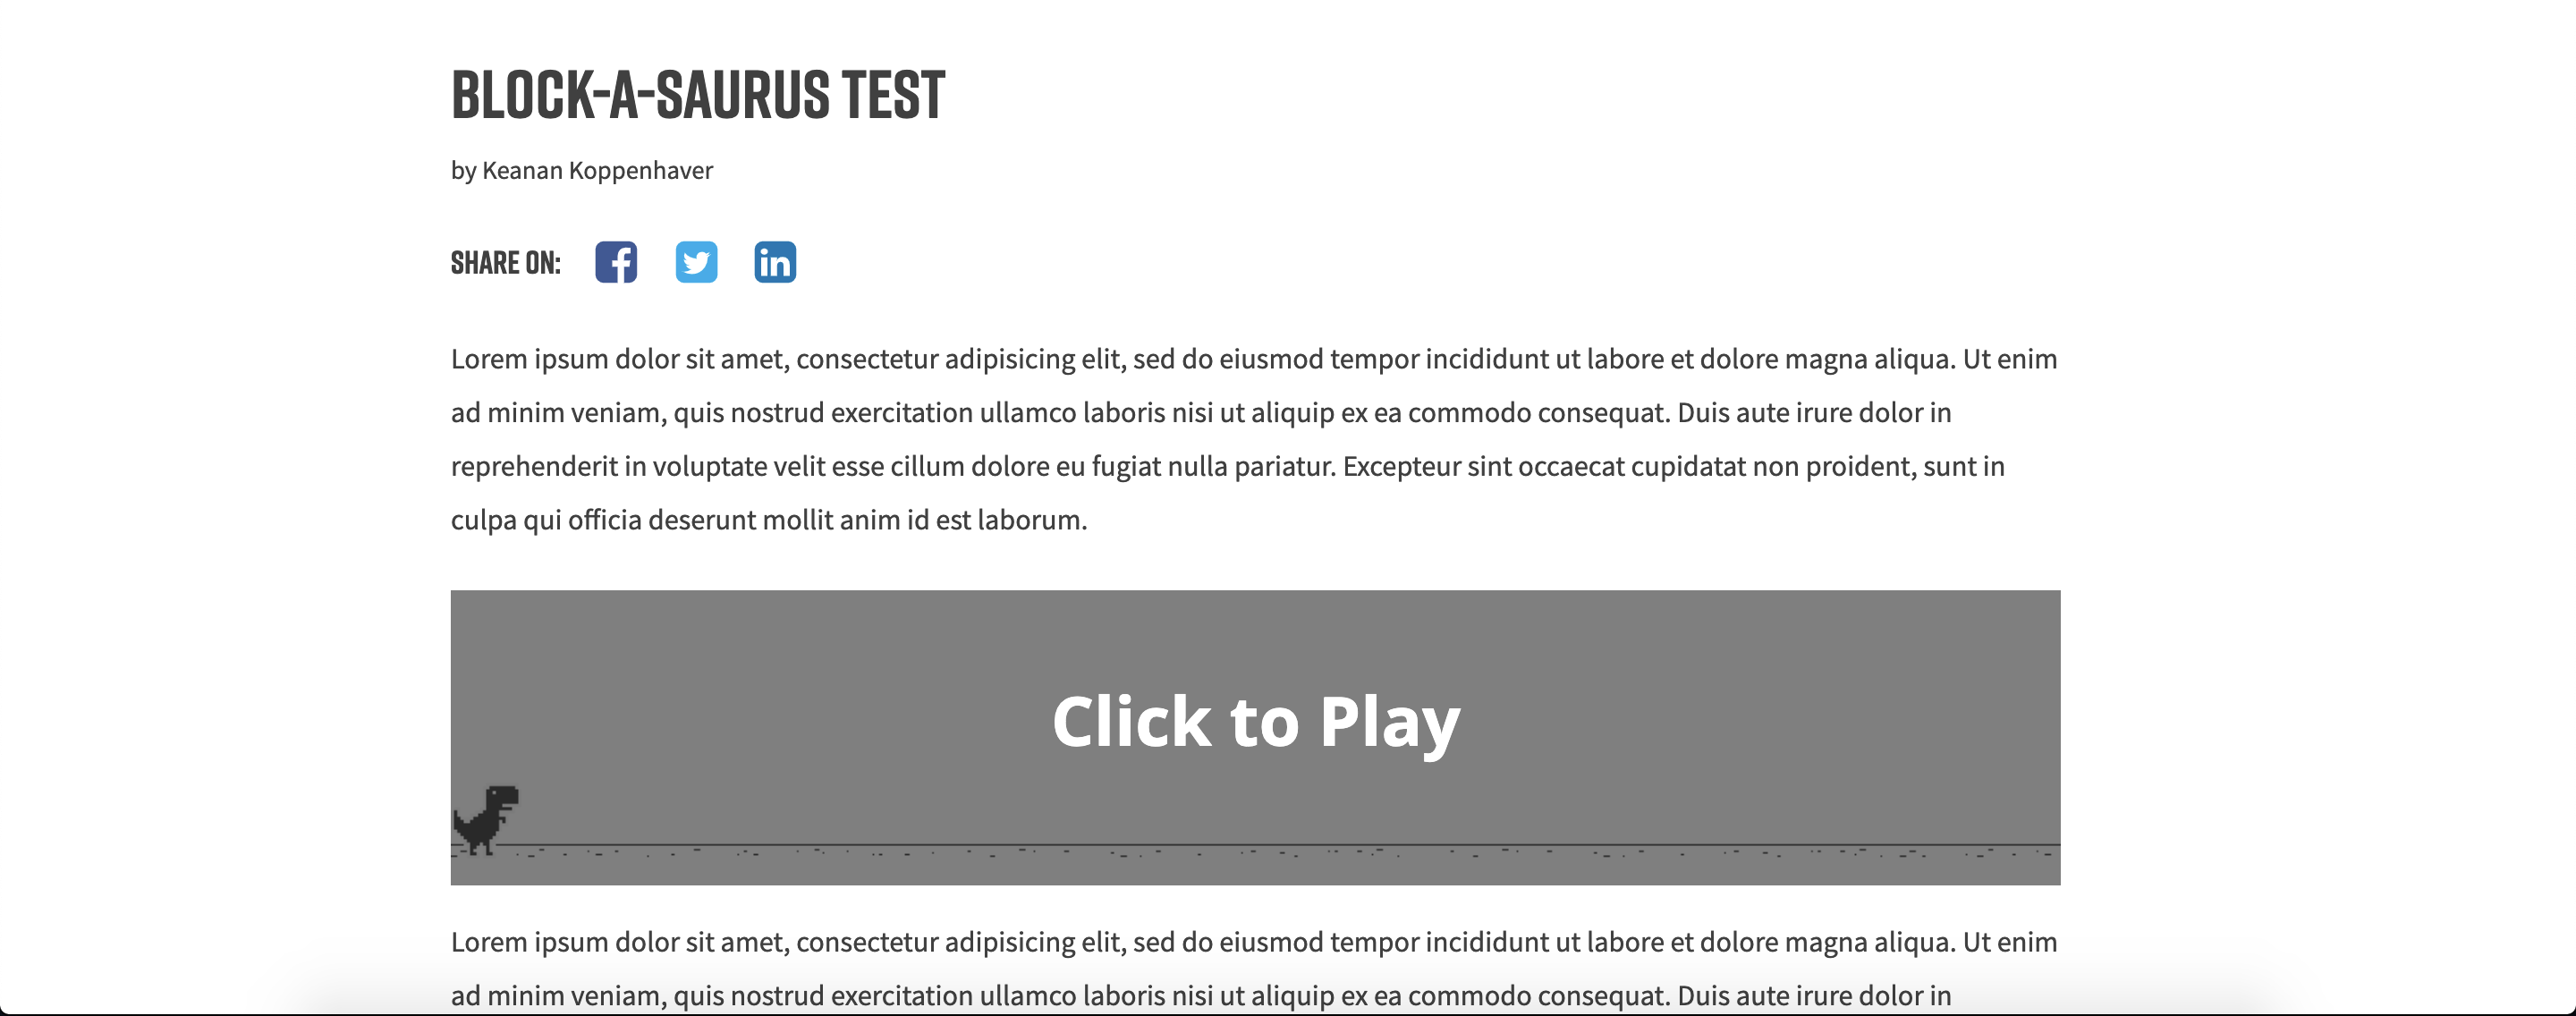 BLOCK-A-SAURUS TEST
by Keanan Koppenhaver
SHARE ON:
Lorem ipsum dolor sit amet, consectetur adipisicing elit, sed do eiusmod tempor incididunt ut labore et dolore magna aliqua. Ut enim
ad minim veniam, quis nostrud exercitation ullamco laboris nisi ut aliquip ex ea commodo consequat. Duis aute irure dolor in
reprehenderit in voluptate velit esse cillum dolore eu fugiat nulla pariatur. Excepteur sint occaecat cupidatat non proident, sunt in
culpa qui officia deserunt mollit anim id est laborum.
Click to Play
Lorem ipsum dolor sit amet, consectetur adipisicing elit, sed do eiusmod tempor incididunt ut labore et dolore magna aliqua. Ut enim
ad minim veniam, quis nostrud exercitation ullamco laboris nisi ut aliquip ex ea commodo consequat. Duis aute irure dolor in